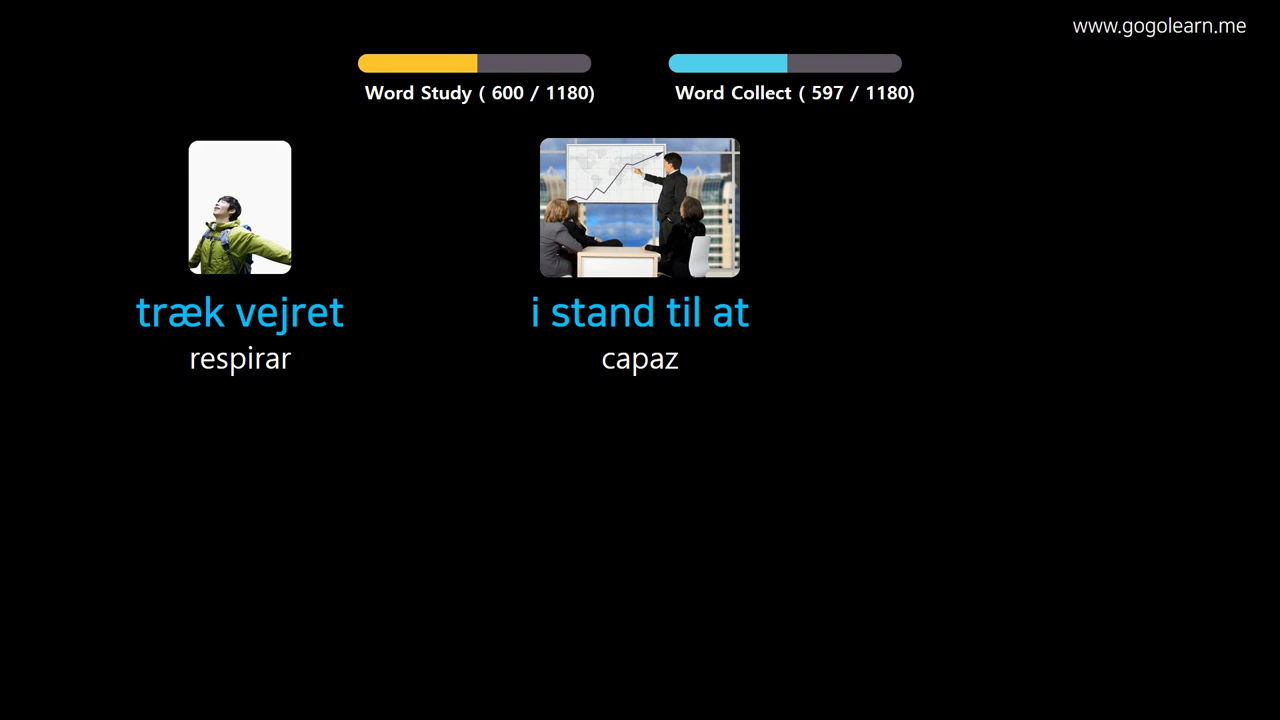 www.gogolearn.me
Word Study ( 600 / 1180)
Word Collect ( 597 / 1180)
træk vejret
respirar
i stand til at
capaz